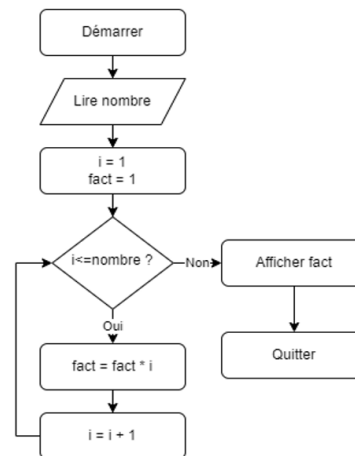 Démarrer
Lire nombre
i = 1
fact = 1
i<=nombre ?
Non
Afficher fact
Oui
Quitter
fact = fact * i
i = i + 1